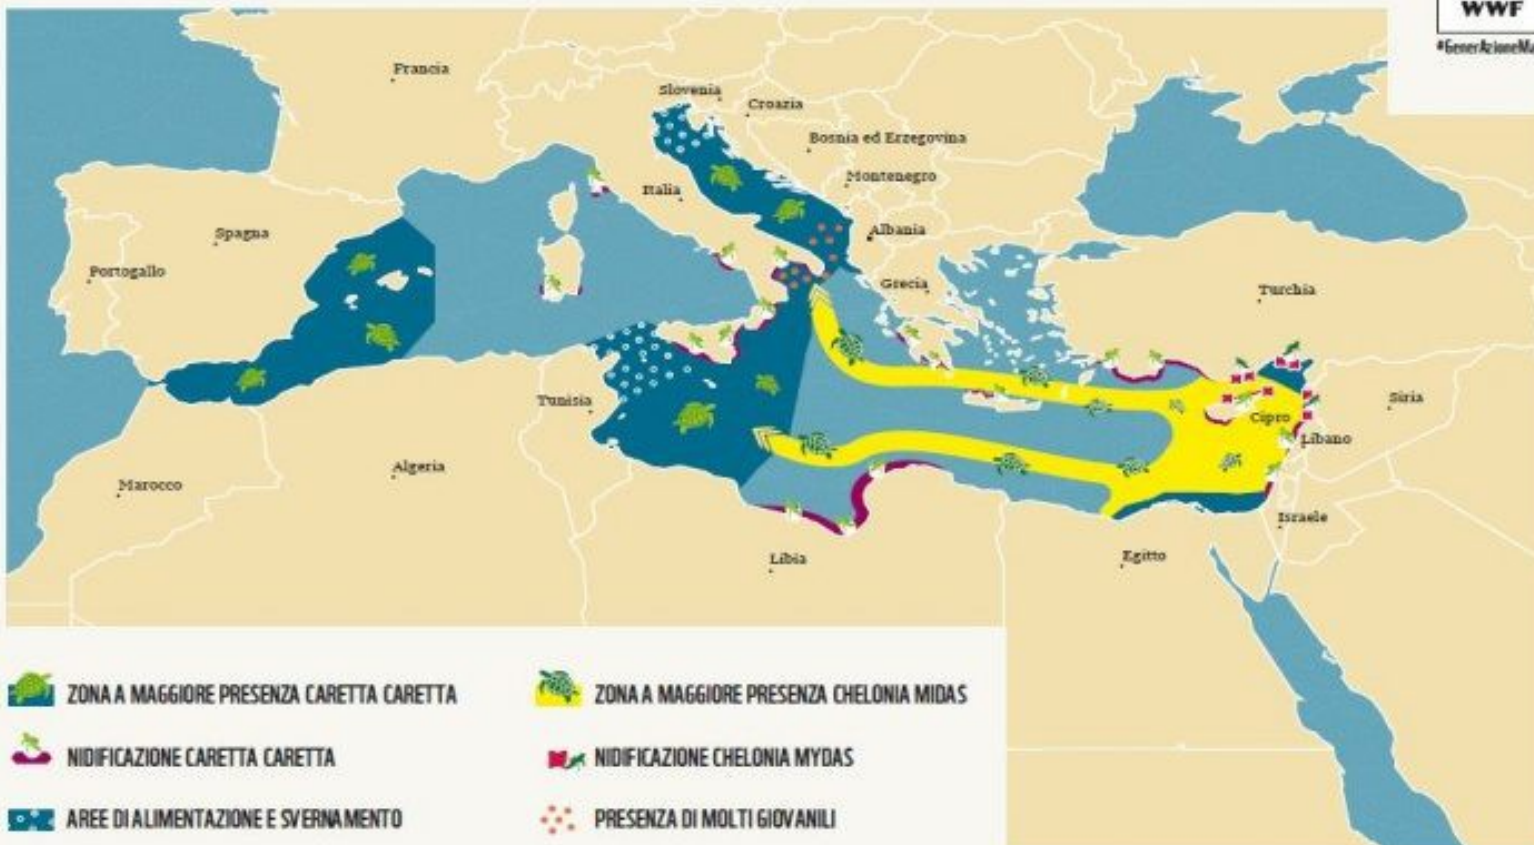 WWF
#GenerAzioneMa
Francia
Slovenia
Croazia
Bosnia ed Erzegovina
Montenegro
Italia
Albania
Spagna
Portogallo
Grecia
Turchia
Tunisia
Cipro
Siria
Libano
Algeria
Marocco
Israele
Libia
Egitto
ZONA A MAGGIORE PRESENZA CARETTA CARETTA
ZONA A MAGGIORE PRESENZA CHELONIA MIDAS
NIDIFICAZIONE CARETTA CARETTA
NIDIFICAZIONE CHELONIA MYDAS
AREE DI ALIMENTAZIONE E SVERNAMENTO
PRESENZA DI MOLTI GIOVANILI